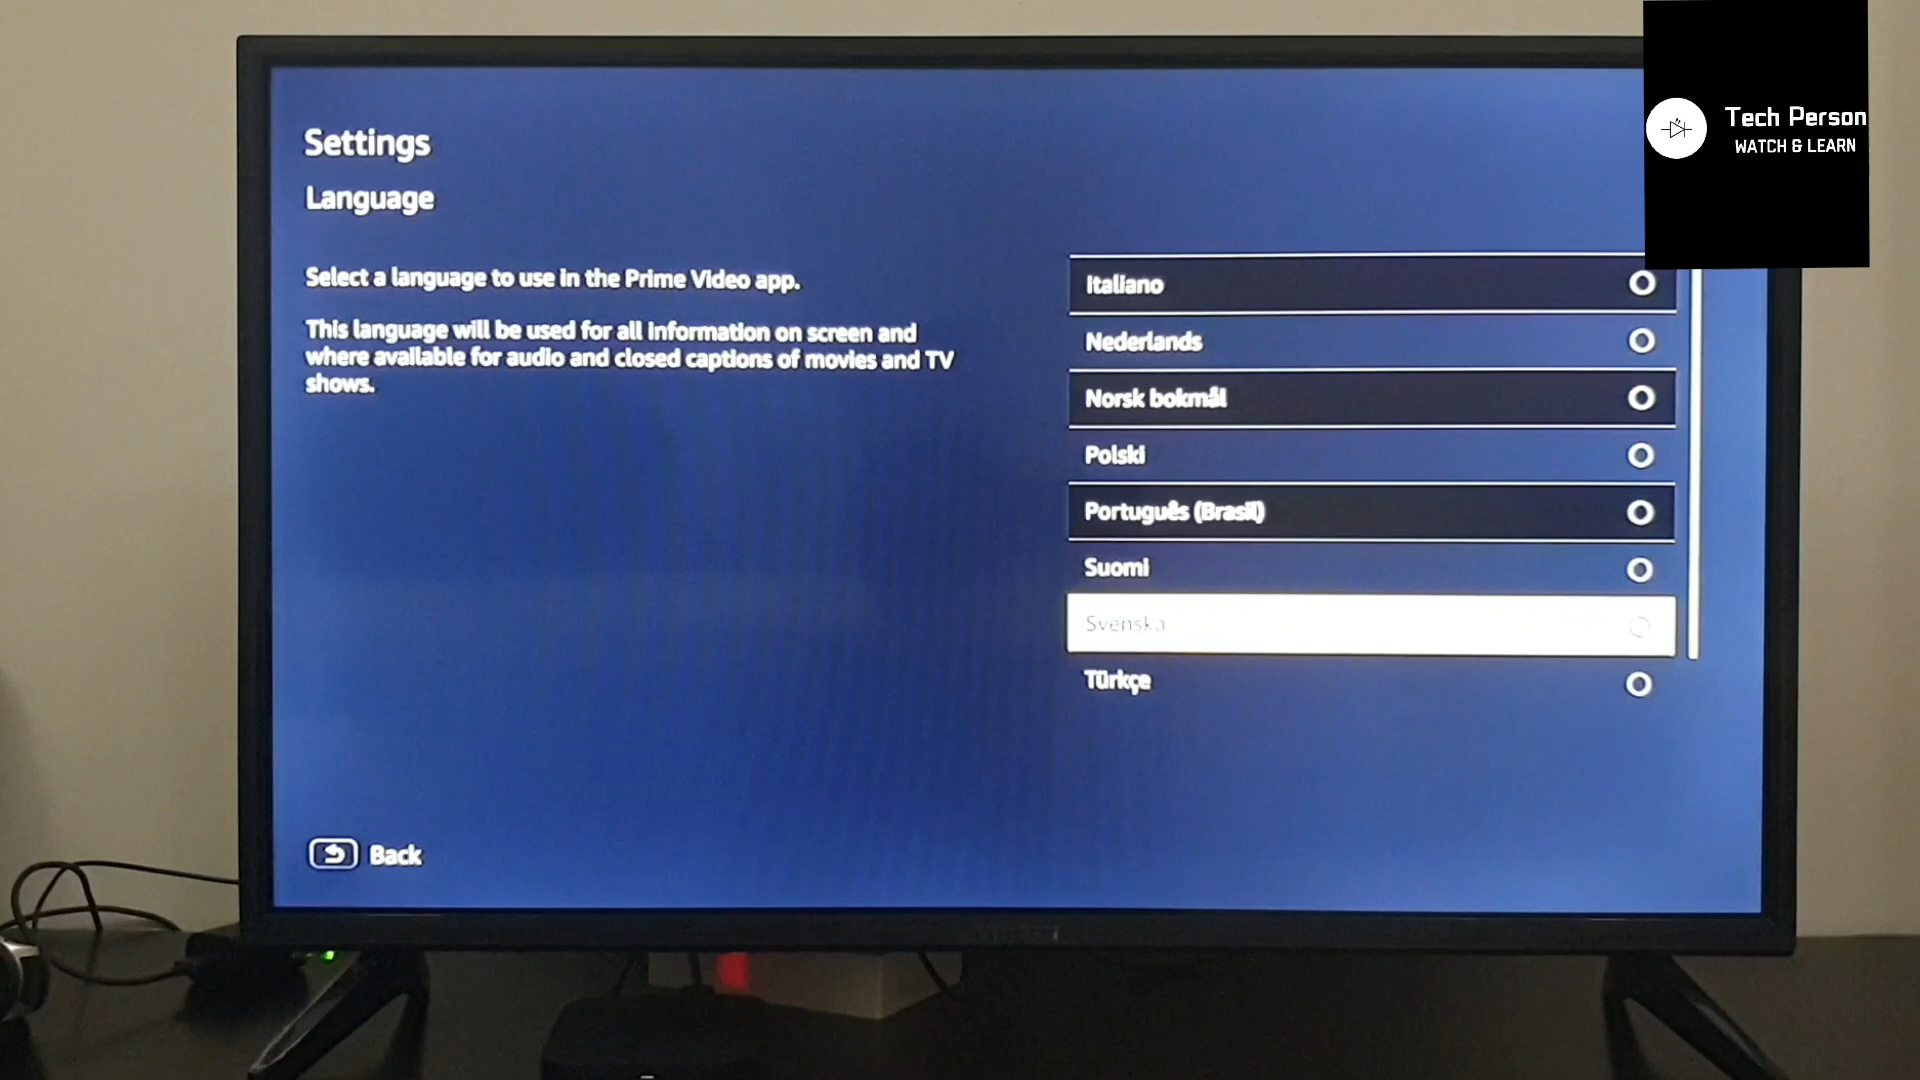 Settings
Language
Select a language to use in the Prime Video app.
This language will be used for all information on screen and
where available for audio and closed captions of movies and TV
shows.
Italiano
Nederlands
Norsk bokmål
Polski
Português (Brasil)
Suomi
Svenska
Türkçe
Back
Tech Person
WATCH & LEARN